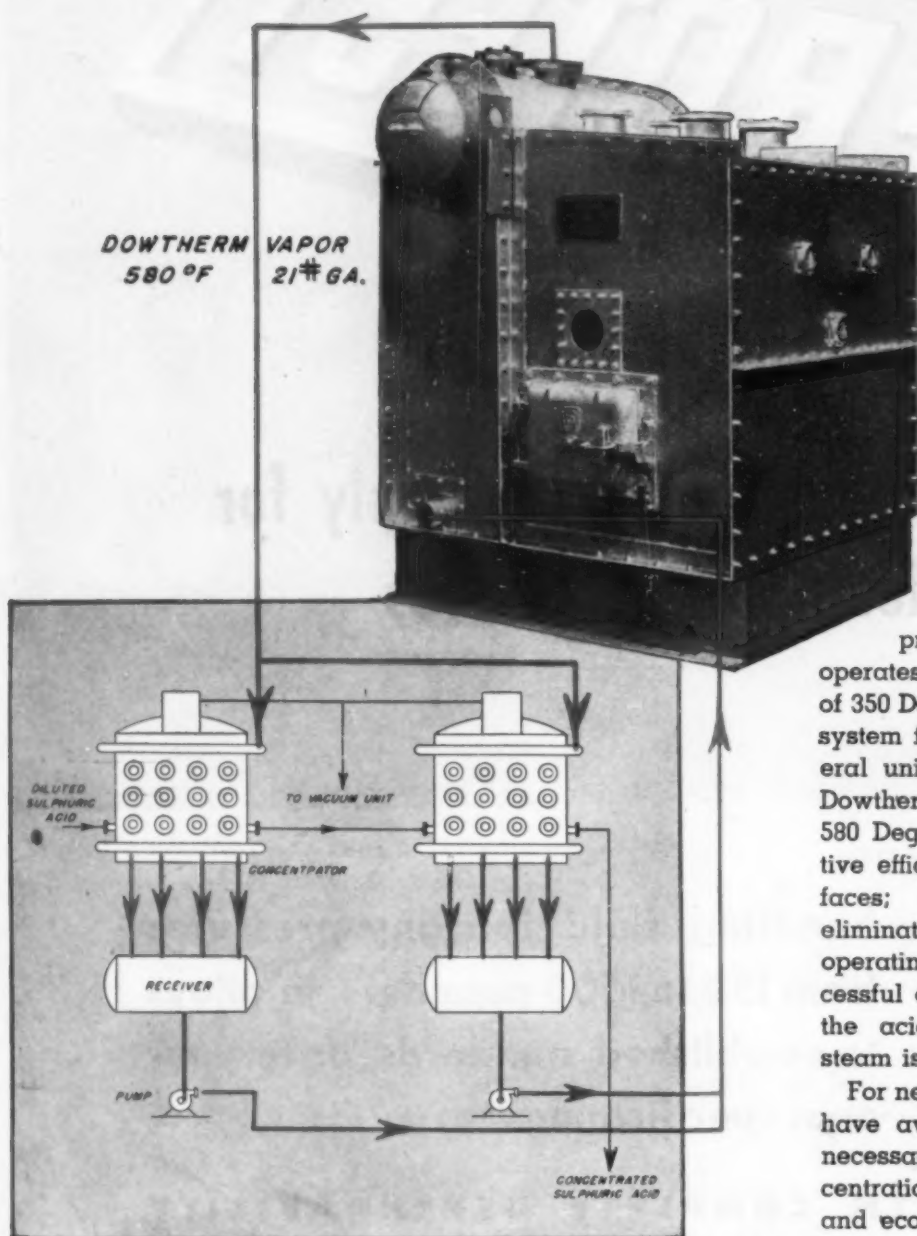 DOWTHERM VAPOR
580 °F 21# GA.
DILUTED
SULPHURIC
ACID
TO VACUUM UNIT
CONCENTRATOR
RECEIVER
PUMP
CONCENTRATED
SULPHURIC ACID
operates
of 350 De
system f
eral uni
Dowther
580 Deg
tive effic
faces;
eliminat
operatin
cessful
the acid
steam is
For ne
have av
necessa
centration
and eco